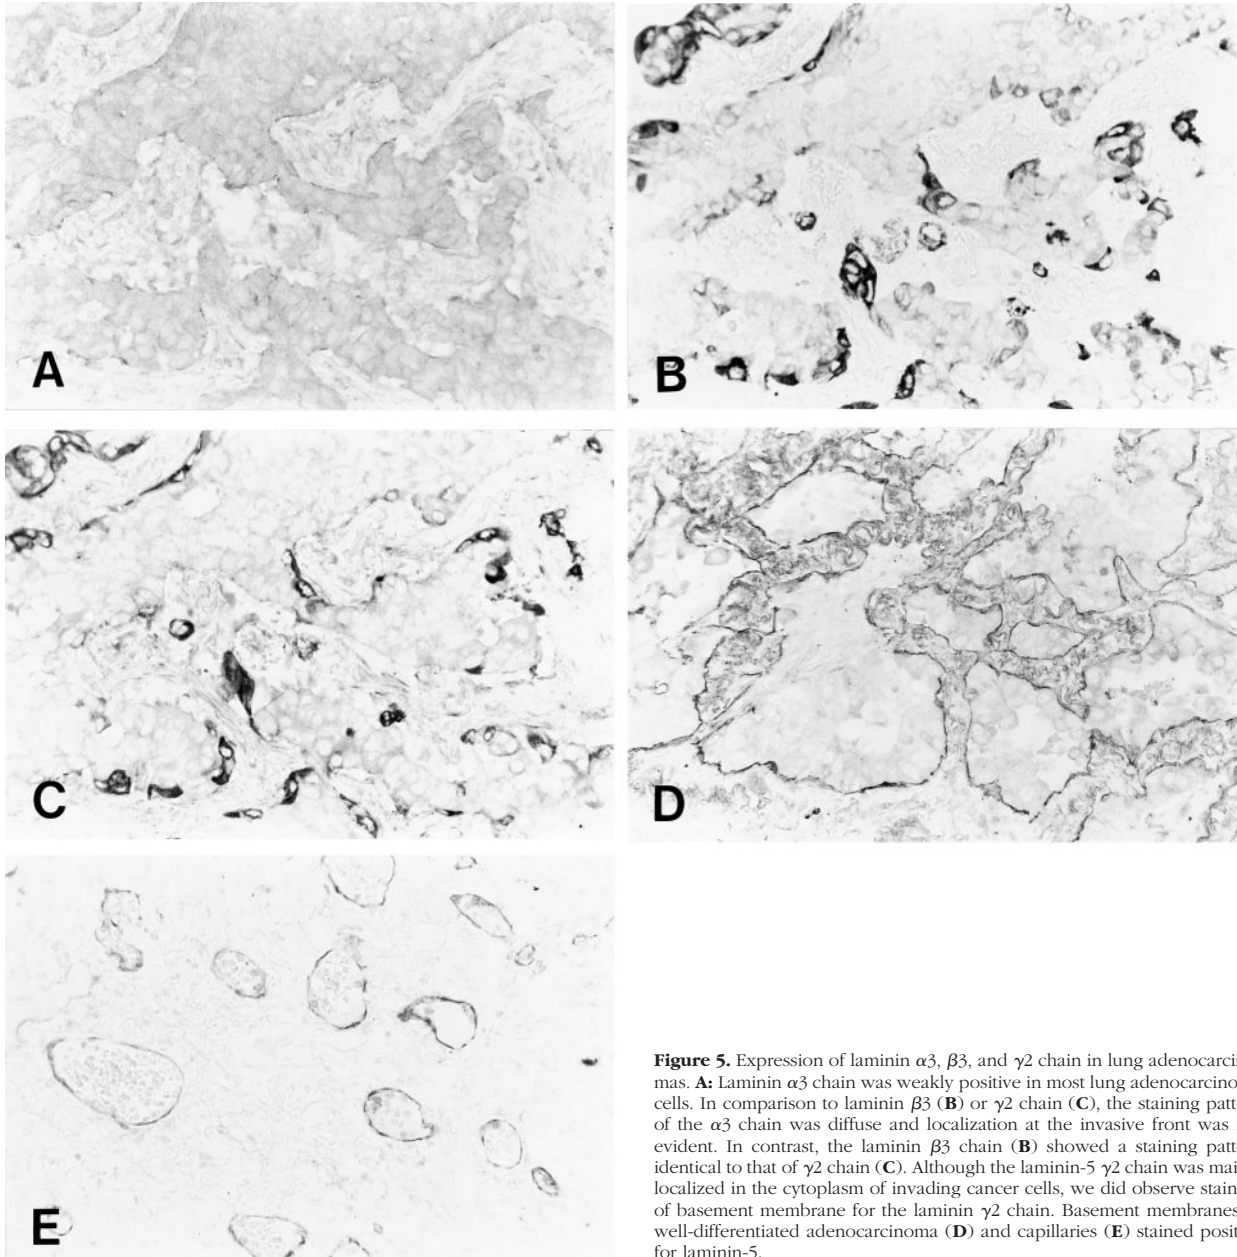 A
B
C
D
E
Figure 5. Expression of laminin α3, β3, and γ2 chain in lung adenocarci
mas. A: Laminin α3 chain was weakly positive in most lung adenocarcino
cells. In comparison to laminin β3 (B) or γ2 chain (C), the staining patt
of the α3 chain was diffuse and localization at the invasive front was
evident. In contrast, the laminin β3 chain (B) showed a staining patt
identical to that of γ2 chain (C). Although the laminin-5 γ2 chain was mai
localized in the cytoplasm of invading cancer cells, we did observe stain
of basement membrane for the laminin γ2 chain. Basement membranes
well-differentiated adenocarcinoma (D) and capillaries (E) stained posit
for laminin-5.